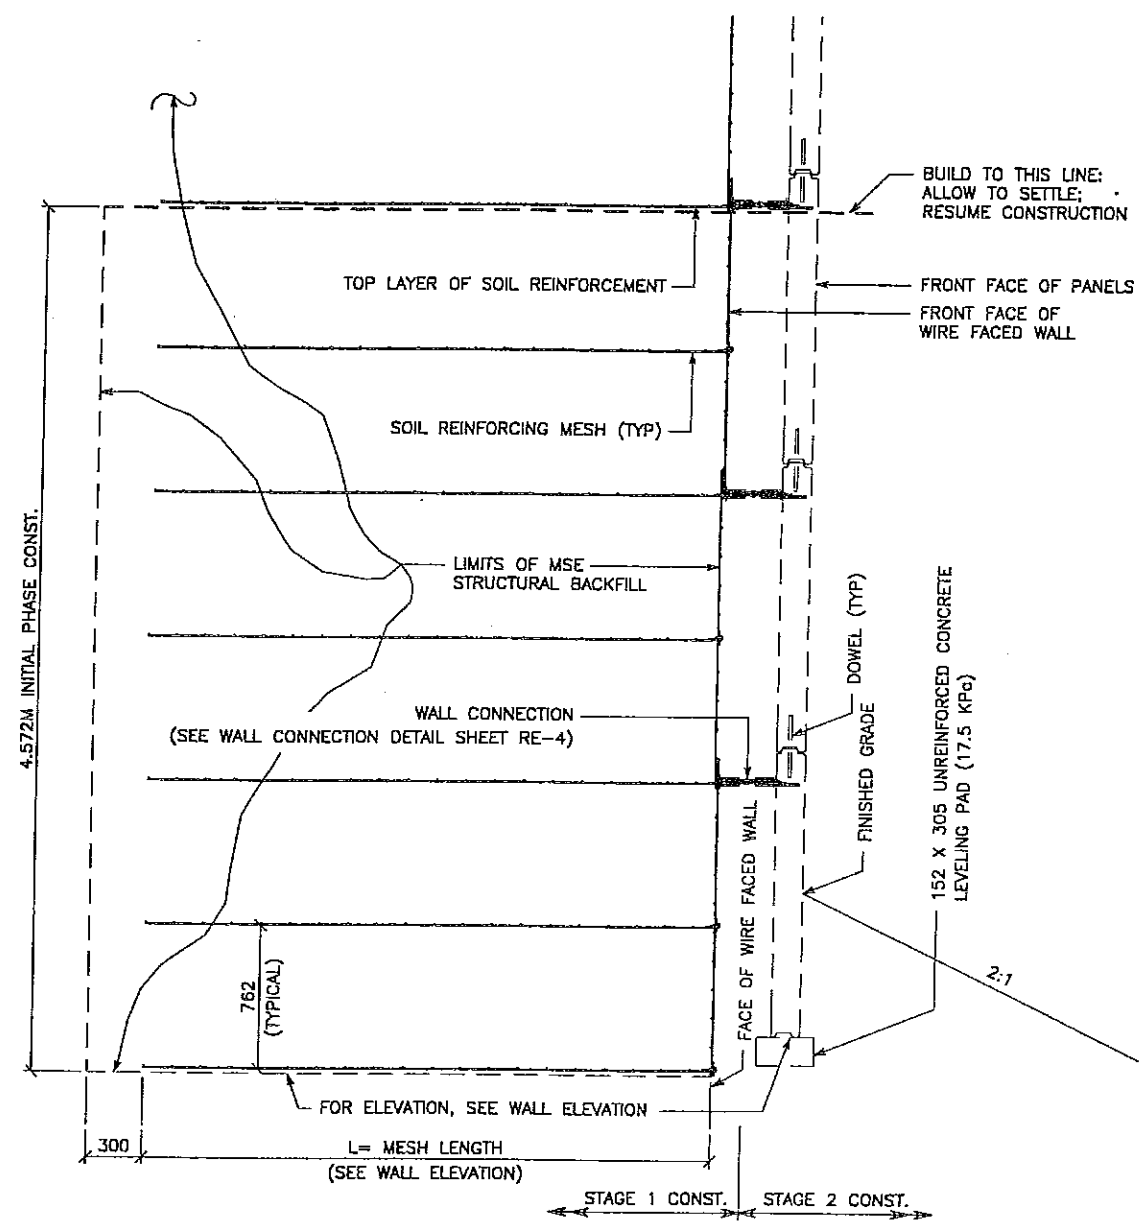 BUILD TO THIS LINE;
ALLOW TO SETTLE;
RESUME CONSTRUCTION
TOP LAYER OF SOIL REINFORCEMENT
FRONT FACE OF PANELS
FRONT FACE OF
WIRE FACED WALL
SOIL REINFORCING MESH (TYP)
4.572M INITIAL PHASE CONST.
LIMITS OF MSE
STRUCTURAL BACKFILL
DOWEL (TYP)
FINISHED GRADE
152 X 305 UNREINFORCED CONCRETE
LEVELING PAD (17.5 KPa)
WALL CONNECTION
(SEE WALL CONNECTION DETAIL SHEET RE-4)
FACE OF WIRE FACED WALL
762
(TYPICAL)
2:1
FOR ELEVATION, SEE WALL ELEVATION
300
L= MESH LENGTH
(SEE WALL ELEVATION)
STAGE 1 CONST.
STAGE 2 CONST.